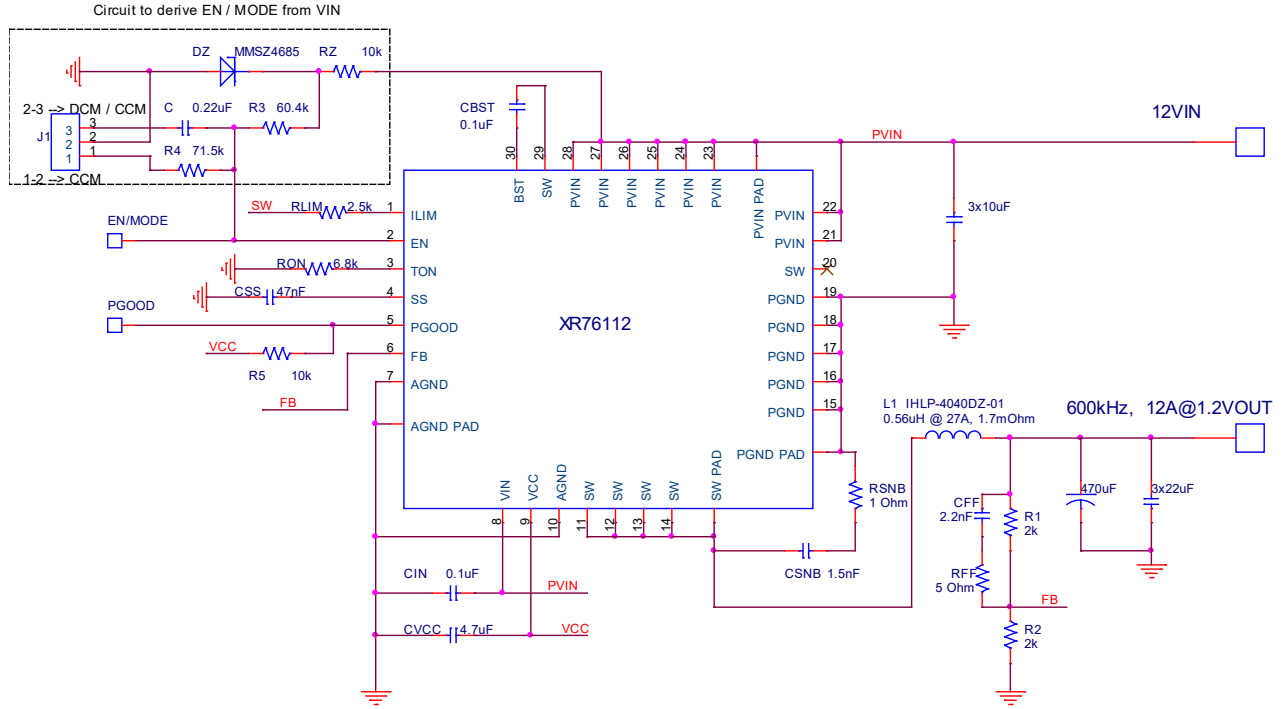 Circuit to derive EN / MODE from VIN
DZ MMSZ4685 RZ 10k
2-3 --> DCM / CCM
C 0.22uF R3 60.4k
J1
3 3
2 2
1 1
R4 71.5k
1-2 --> CCM
CBST
0.1uF
12VIN
PVIN
30 29 28 27 26 25 24 23
BST SW PVIN PVIN PVIN PVIN PVIN PVIN PVIN PAD
SW RLIM 2.5k 1 ILIM
EN/MODE
2 EN
RON 6.8k 3 TON
CSS 47nF 4 SS
PGOOD
5 PGOOD
VCC
R5 10k
6 FB
FB
7 AGND
AGND PAD
XR76112
PVIN 22
PVIN 21
SW 20
PGND 19
PGND 18
PGND 17
PGND 16
PGND 15
PGND PAD
3x10uF
L1 IHLP-4040DZ-01
0.56uH @ 27A, 1.7mOhm
600kHz, 12A@1.2VOUT
VIN VCC AGND SW SW SW SW SW PAD
8 9 10 11 12 13 14
RSNB
1 Ohm
CSNB 1.5nF
CFF
2.2nF
R1
2k
470uF
3x22uF
RFF
5 Ohm
FB
R2
2k
CIN 0.1uF PVIN
CVCC 4.7uF VCC